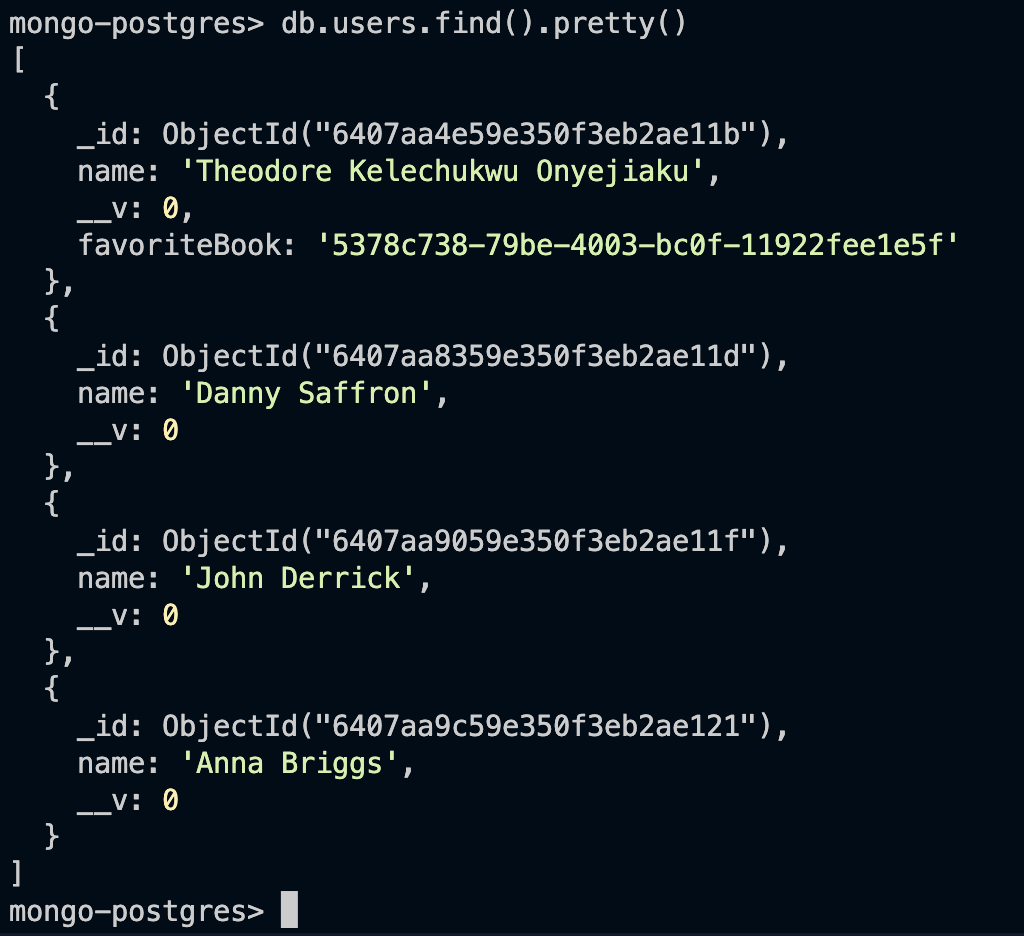 mongo-postgres> db.users.find().pretty()
[
  {
    _id: ObjectId("6407aa4e59e350f3eb2ae11b"),
    name: 'Theodore Kelechukwu Onyejiaku',
    __v: 0,
    favoriteBook: '5378c738-79be-4003-bc0f-11922fee1e5f'
  },
  {
    _id: ObjectId("6407aa8359e350f3eb2ae11d"),
    name: 'Danny Saffron',
    __v: 0
  },
  {
    _id: ObjectId("6407aa9059e350f3eb2ae11f"),
    name: 'John Derrick',
    __v: 0
  },
  {
    _id: ObjectId("6407aa9c59e350f3eb2ae121"),
    name: 'Anna Briggs',
    __v: 0
  }
]
mongo-postgres>